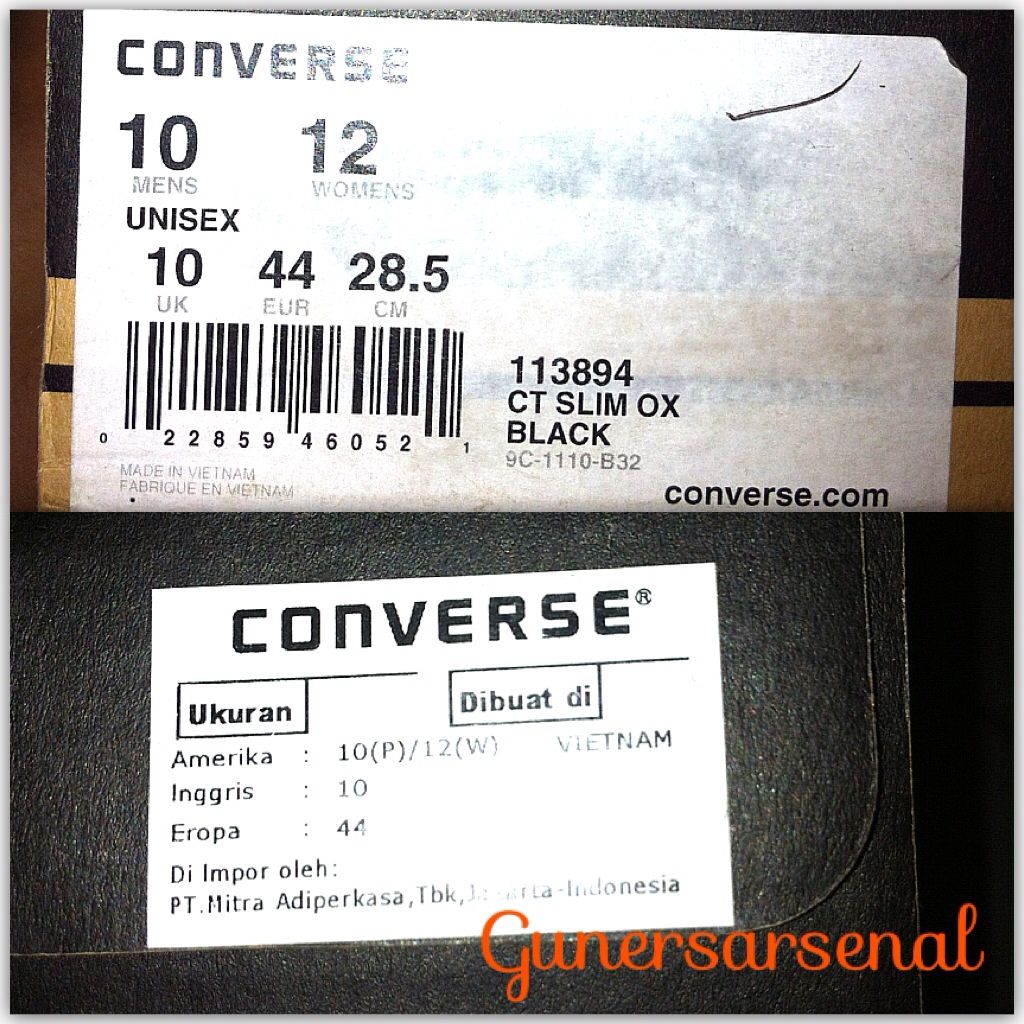 CONVERSE
10 12
MENS WOMENS
UNISEX
10 44 28.5
UK EUR CM
0 22859 46052 1
113894
CT SLIM OX
BLACK
9C-1110-B32
MADE IN VIETNAM
FABRIQUE EN VIETNAM
converse.com
CONVERSE®
Ukuran Dibuat di
Amerika : 10(P)/12(W) VIETNAM
Inggris : 10
Eropa : 44
Di Impor oleh:
PT.Mitra Adiperkasa,Tbk, Indonesia
Gunersarsenal